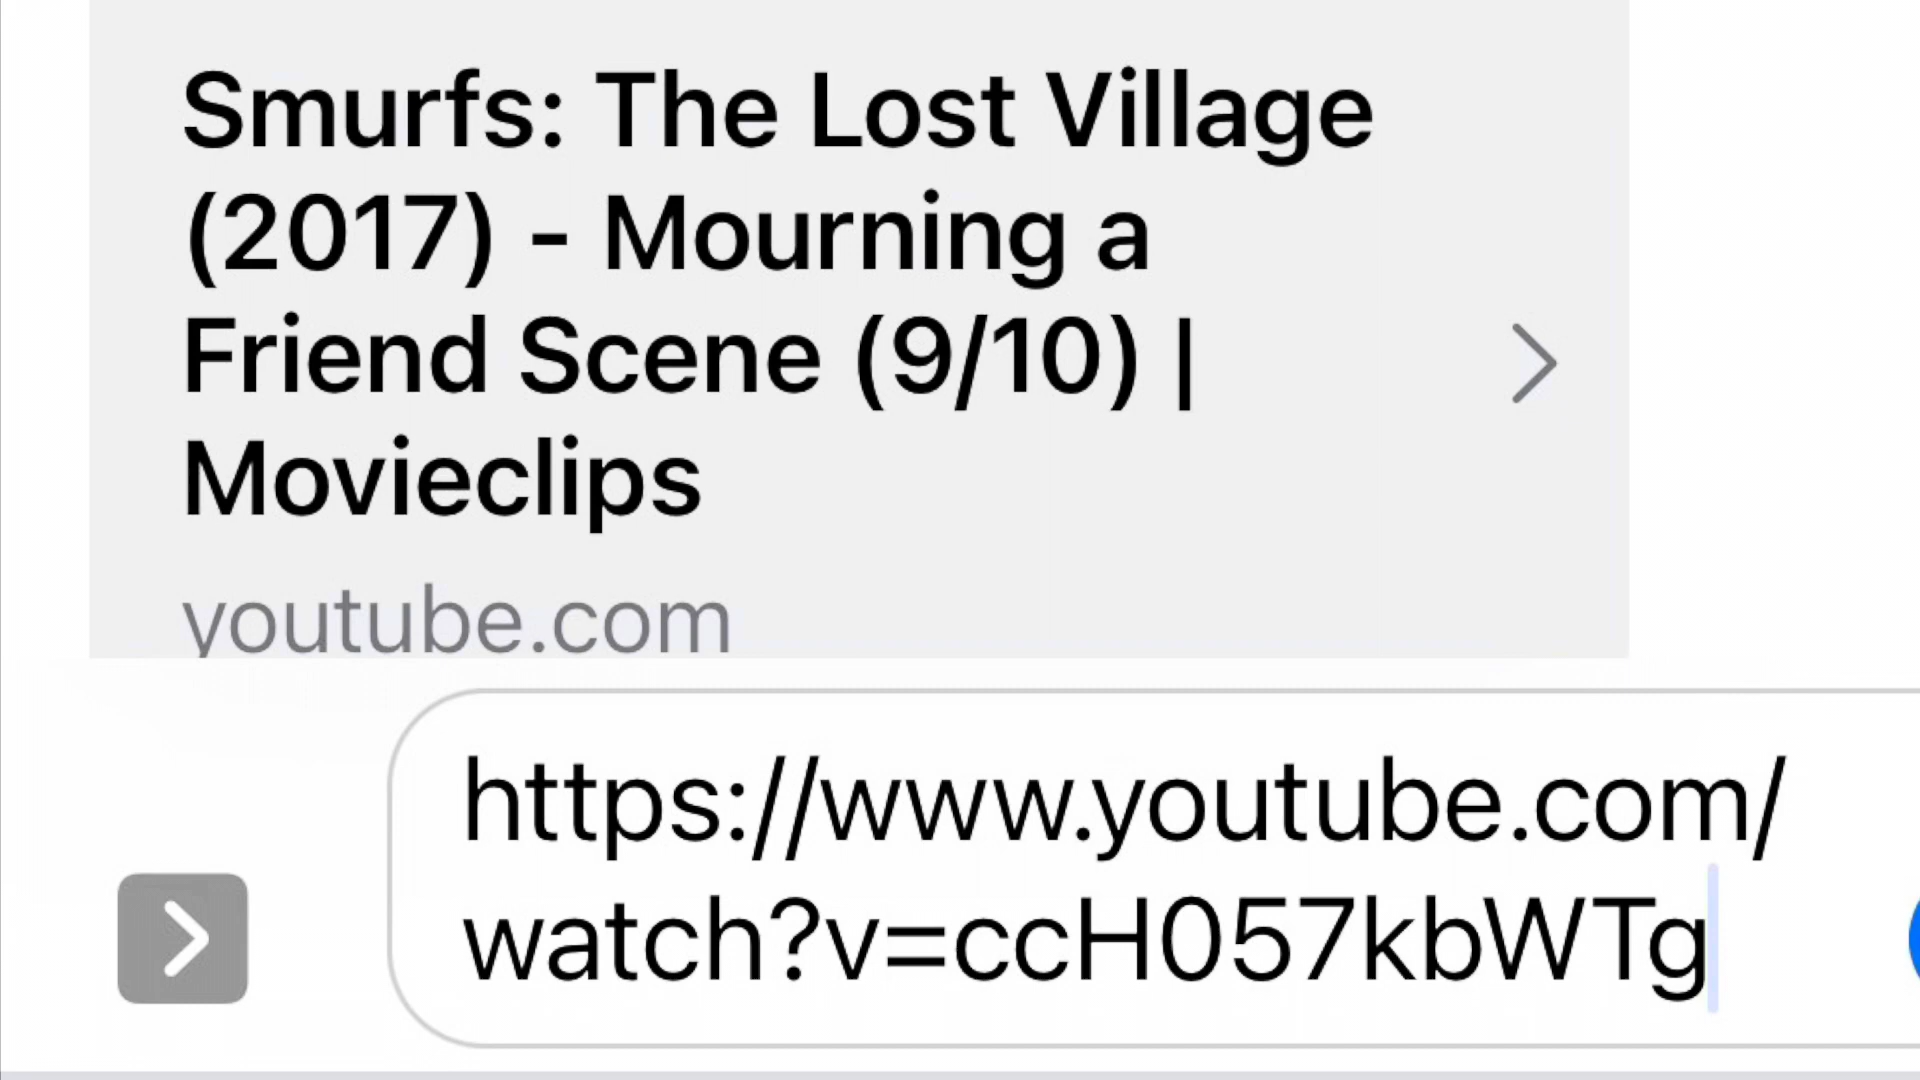 Smurfs: The Lost Village
(2017) - Mourning a
Friend Scene (9/10) |
Movieclips
youtube.com
https://www.youtube.com/
watch?v=ccH057kbWTg